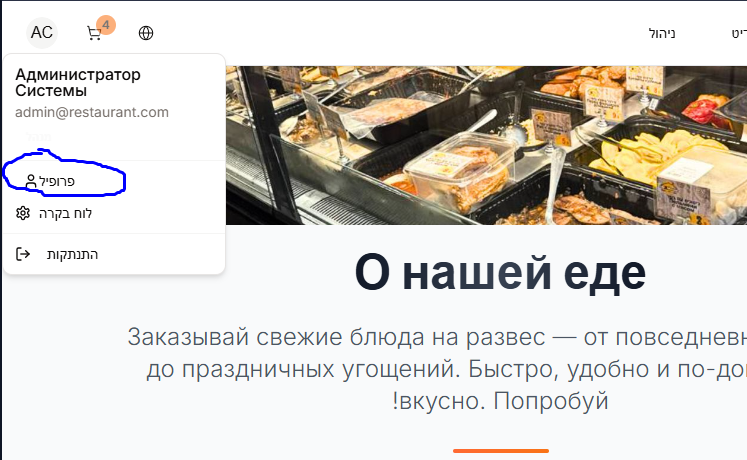 AC
4
ניהול
ריט
Администратор
Системы
admin@restaurant.com
פרופיל
לוח בקרה
התנתקות
О нашей еде
Заказывай свежие блюда на развес — от повседневн
до праздничных угощений. Быстро, удобно и по-до
!вкусно. Попробуй